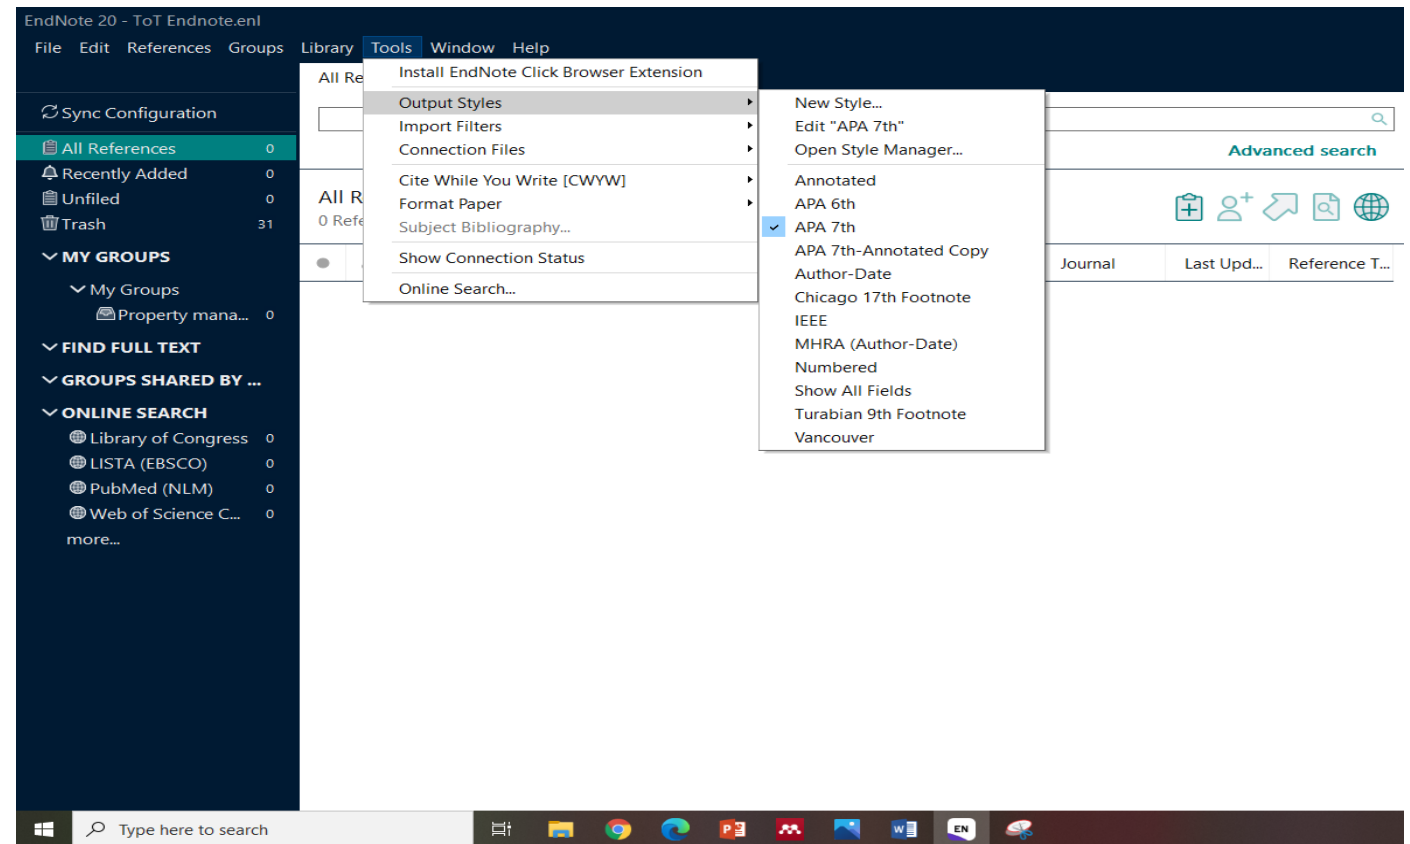 EndNote 20 - ToT Endnote.enl
File Edit References Groups Library Tools Window Help
Sync Configuration
All References 0
Recently Added 0
Unfiled 0
Trash 31
MY GROUPS
My Groups
Property mana... 0
FIND FULL TEXT
GROUPS SHARED BY ...
ONLINE SEARCH
Library of Congress 0
LISTA (EBSCO) 0
PubMed (NLM) 0
Web of Science C... 0
more...
All Re
Install EndNote Click Browser Extension
Output Styles
Import Filters
Connection Files
Cite While You Write [CWYW]
Format Paper
Subject Bibliography...
Show Connection Status
Online Search...
New Style...
Edit "APA 7th"
Open Style Manager...
Annotated
APA 6th
APA 7th
APA 7th-Annotated Copy
Author-Date
Chicago 17th Footnote
IEEE
MHRA (Author-Date)
Numbered
Show All Fields
Turabian 9th Footnote
Vancouver
Advanced search
All R
0 Refe
Journal Last Upd... Reference T...
Type here to search
EN